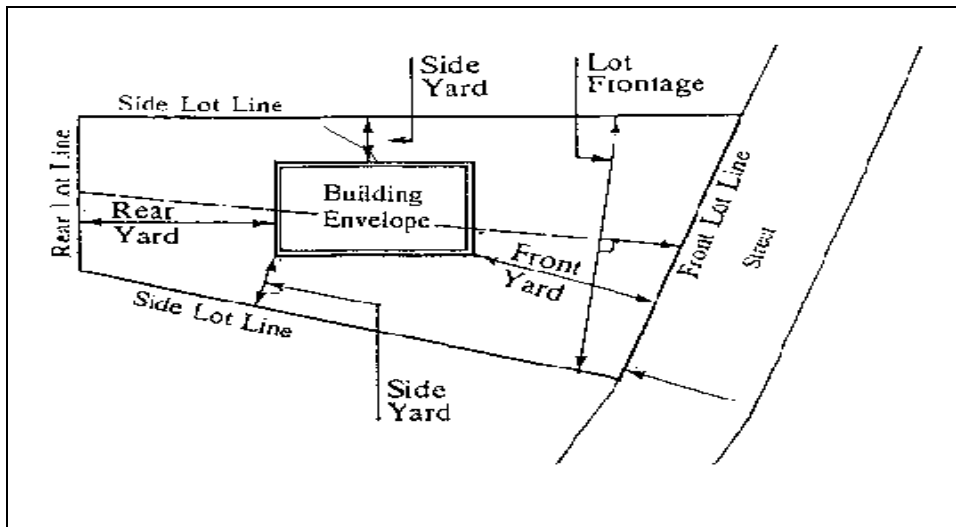 Side
Yard
Lot
Frontage
Side Lot Line
Rear Lot Line
Building
Envelope
Rear
Yard
Front
Yard
Front Lot Line
Street
Side Lot Line
Side
Yard